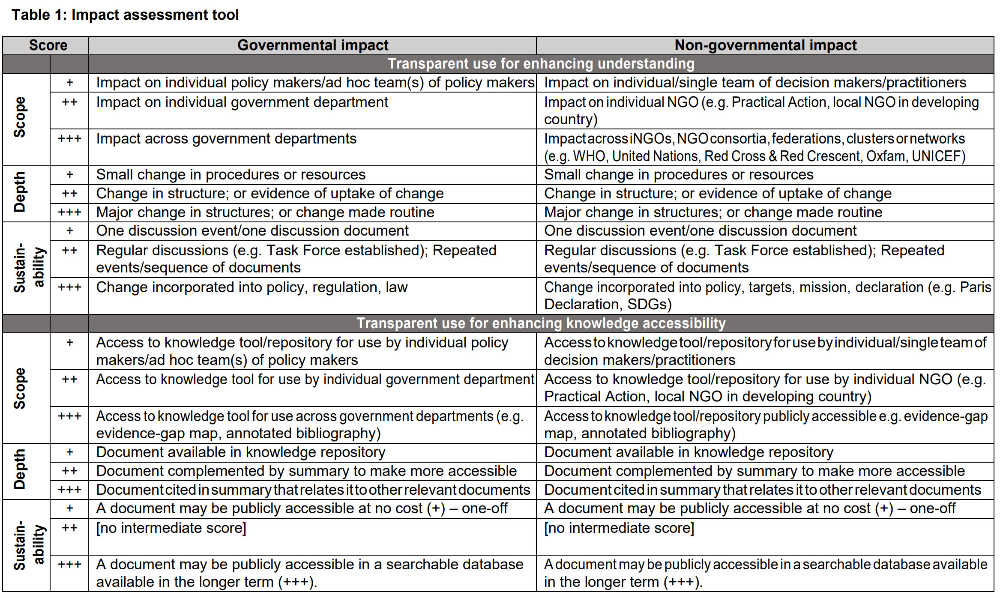 Table 1: Impact assessment tool
Score Governmental impact Non-governmental impact
Transparent use for enhancing understanding
Scope
+ Impact on individual policy makers/ad hoc team(s) of policy makers Impact on individual/single team of decision makers/practitioners
++ Impact on individual government department Impact on individual NGO (e.g. Practical Action, local NGO in developing
country)
+++ Impact across government departments Impact across iNGOs, NGO consortia, federations, clusters or networks
(e.g. WHO, United Nations, Red Cross & Red Crescent, Oxfam, UNICEF)
Depth
+ Small change in procedures or resources Small change in procedures or resources
++ Change in structure; or evidence of uptake of change Change in structure; or evidence of uptake of change
+++ Major change in structures; or change made routine Major change in structures; or change made routine
Sustain-
ability
+ One discussion event/one discussion document One discussion event/one discussion document
++ Regular discussions (e.g. Task Force established); Repeated Regular discussions (e.g. Task Force established); Repeated
events/sequence of documents events/sequence of documents
+++ Change incorporated into policy, regulation, law Change incorporated into policy, targets, mission, declaration (e.g. Paris
Declaration, SDGs)
Transparent use for enhancing knowledge accessibility
Scope
+ Access to knowledge tool/repository for use by individual policy Access to knowledge tool/repository for use by individual/single team of
makers/ad hoc team(s) of policy makers decision makers/practitioners
++ Access to knowledge tool for use by individual government department Access to knowledge tool/repository for use by individual NGO (e.g.
Practical Action, local NGO in developing country)
+++ Access to knowledge tool for use across government departments (e.g. Access to knowledge tool/repository publicly accessible e.g. evidence-gap
evidence-gap map, annotated bibliography) map, annotated bibliography)
Depth
+ Document available in knowledge repository Document available in knowledge repository
++ Document complemented by summary to make more accessible Document complemented by summary to make more accessible
+++ Document cited in summary that relates it to other relevant documents Document cited in summary that relates it to other relevant documents
Sustain-
ability
+ A document may be publicly accessible at no cost (+) – one-off A document may be publicly accessible at no cost (+) – one-off
++ [no intermediate score] [no intermediate score]
+++ A document may be publicly accessible in a searchable database A document may be publicly accessible in a searchable database available
available in the longer term (+++). in the longer term (+++).